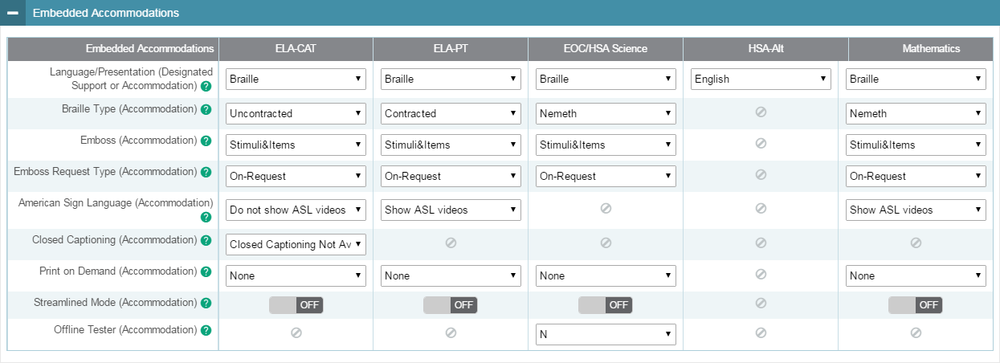 Embedded Accommodations
Embedded Accommodations ELA-CAT ELA-PT EOC/HSA Science HSA-Alt Mathematics
Language/Presentation (Designated
Support or Accommodation) ? Braille Braille Braille English Braille
Braille Type (Accommodation) ? Uncontracted Contracted Nemeth Nemeth
Emboss (Accommodation) ? Stimuli&Items Stimuli&Items Stimuli&Items Stimuli&Items
Emboss Request Type (Accommodation) ? On-Request On-Request On-Request On-Request
American Sign Language (Accommodation)
? Do not show ASL videos Show ASL videos Show ASL videos
Closed Captioning (Accommodation) ? Closed Captioning Not Av
Print on Demand (Accommodation) ? None None None None
Streamlined Mode (Accommodation) ? OFF OFF OFF OFF
Offline Tester (Accommodation) ? N